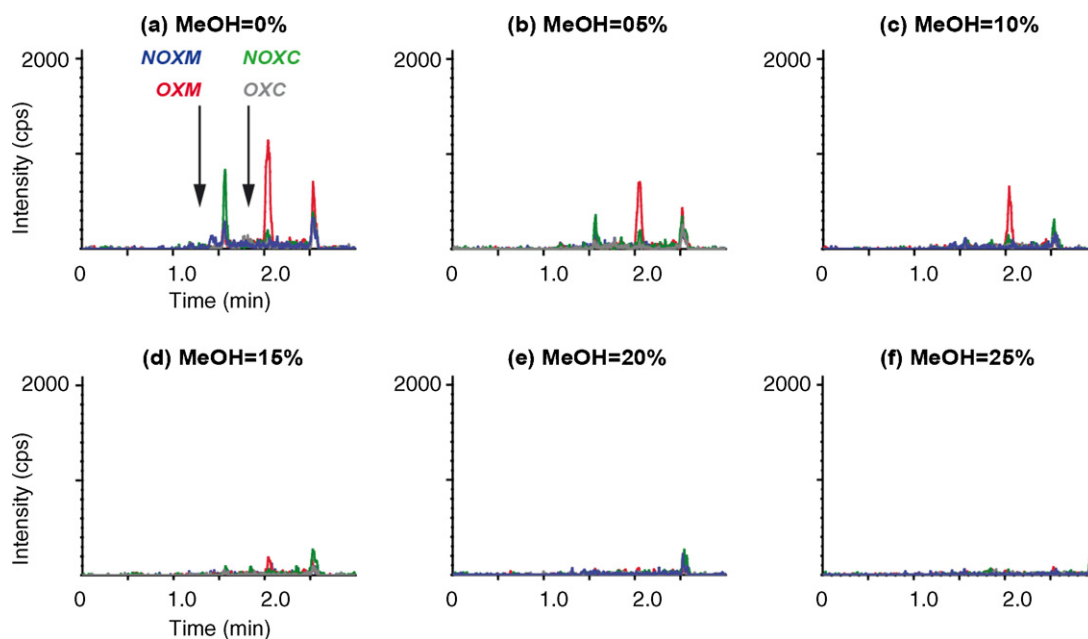 (a) MeOH=0%
2000
NOXM NOXC
OXM OXC
Intensity (cps)
0 1.0 2.0
Time (min)
(b) MeOH=05%
2000
0 1.0 2.0
(c) MeOH=10%
2000
Intensity (cps)
0 1.0 2.0
(d) MeOH=15%
2000
Intensity (cps)
0 1.0 2.0
Time (min)
(e) MeOH=20%
2000
0 1.0 2.0
(f) MeOH=25%
2000
0 1.0 2.0